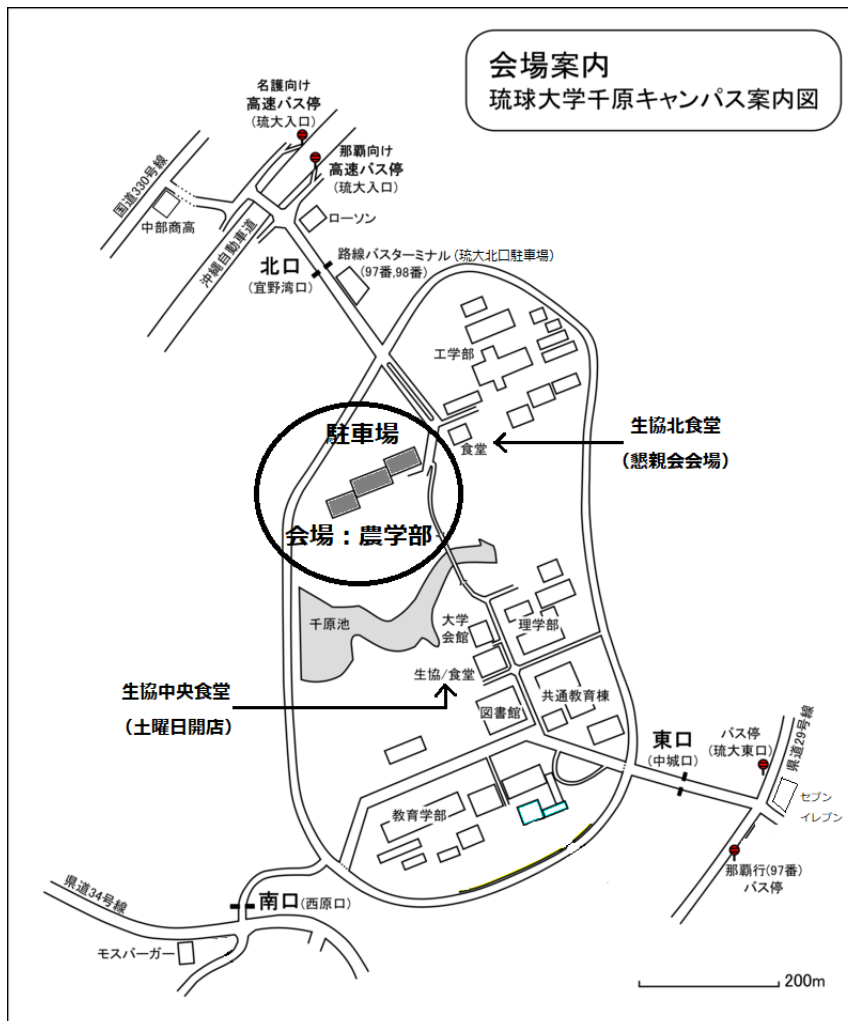 会場案内
琉球大学千原キャンパス案内図
名護向け
高速バス停
(琉大入口)
那覇向け
高速バス停
(琉大入口)
国道330号線
中部商高
ローソン
沖縄自動車道
北口
(宜野湾口)
路線バスターミナル(琉大北口駐車場)
(97番,98番)
工学部
食堂
生協北食堂
(懇親会会場)
駐車場
会場：農学部
千原池
大学
会館
理学部
生協/食堂
生協中央食堂
(土曜日開店)
図書館
共通教育棟
東口
(中城口)
バス停
(琉大東口)
県道29号線
セブン
イレブン
那覇行(97番)
バス停
教育学部
県道34号線
南口(西原口)
モスバーガー
200m